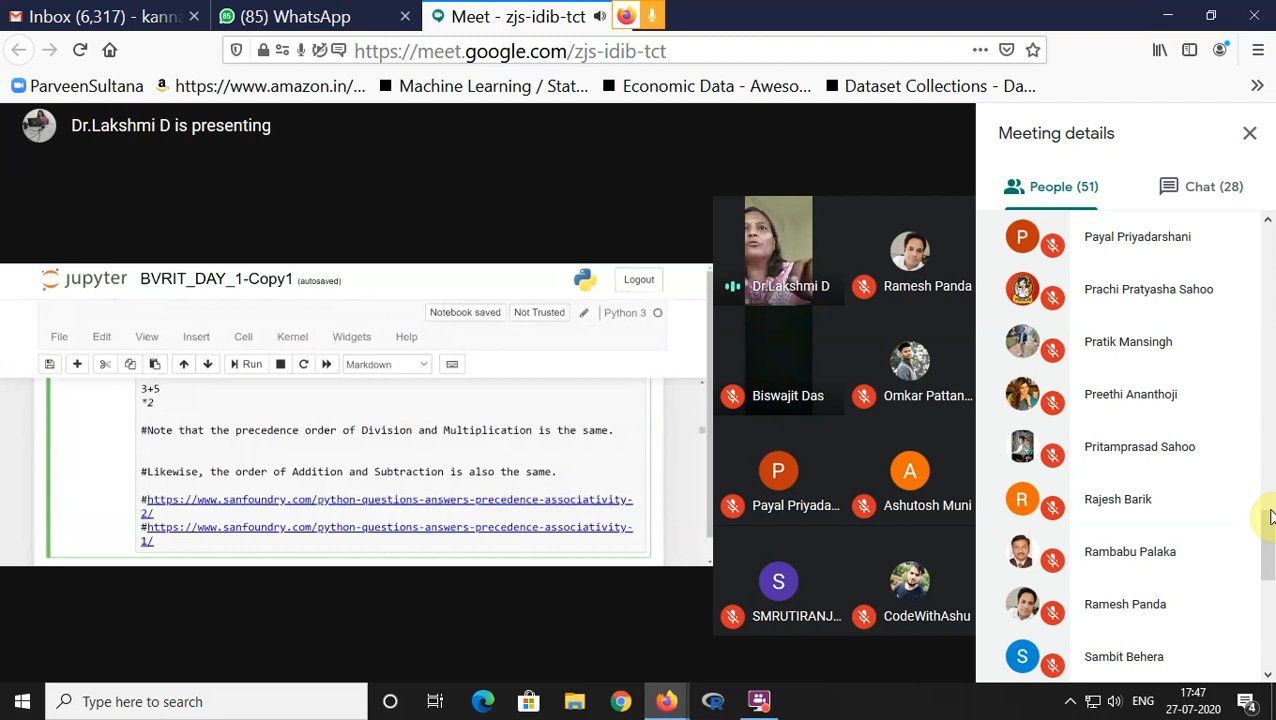 Inbox (6,317) - kanna
(85) WhatsApp
Meet - zjs-idib-tct
https://meet.google.com/zjs-idib-tct
ParveenSultana
https://www.amazon.in/...
Machine Learning / Stat...
Economic Data - Aweso...
Dataset Collections - Da...
Dr.Lakshmi D is presenting
Meeting details
People (51)
Chat (28)
jupyter BVRIT_DAY_1-Copy1 (autosaved)
Logout
Notebook saved
Not Trusted
Python 3
File
Edit
View
Insert
Cell
Kernel
Widgets
Help
Run
Markdown
3+5
*2
#Note that the precedence order of Division and Multiplication is the same.
#Likewise, the order of Addition and Subtraction is also the same.
#https://www.sanfoundry.com/python-questions-answers-precedence-associativity-
2/
#https://www.sanfoundry.com/python-questions-answers-precedence-associativity-
1/
Dr.Lakshmi D
Ramesh Panda
Biswajit Das
Omkar Pattan...
P
Payal Priyada...
A
Ashutosh Muni
S
SMRUTIRANJ...
CodeWithAshu
P
Payal Priyadarshani
Prachi Pratyasha Sahoo
Pratik Mansingh
Preethi Ananthoji
Pritamprasad Sahoo
R
Rajesh Barik
Rambabu Palaka
Ramesh Panda
S
Sambit Behera
Type here to search
R
ENG
17:47
27-07-2020
4